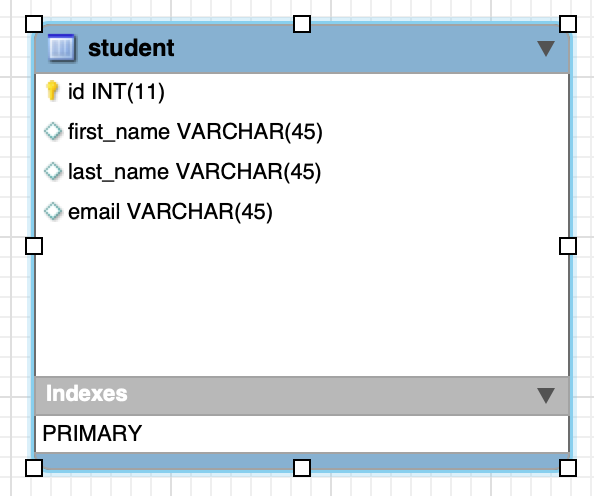 student
id INT(11)
first_name VARCHAR(45)
last_name VARCHAR(45)
email VARCHAR(45)
Indexes
PRIMARY